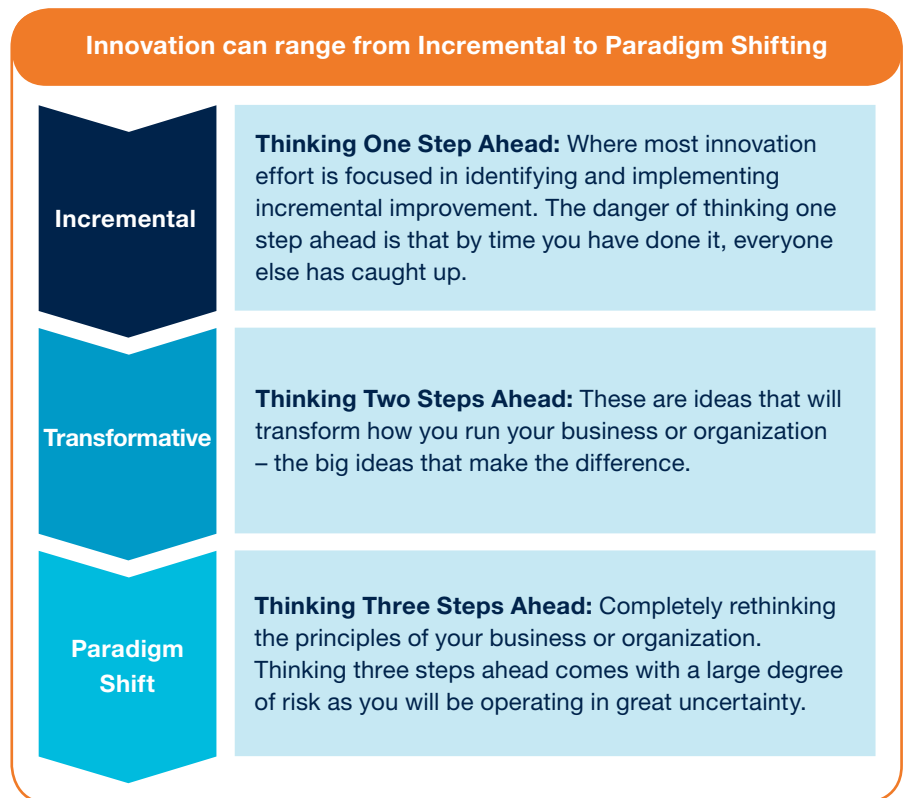 Innovation can range from Incremental to Paradigm Shifting
Incremental
Thinking One Step Ahead: Where most innovation
effort is focused in identifying and implementing
incremental improvement. The danger of thinking one
step ahead is that by time you have done it, everyone
else has caught up.
Transformative
Thinking Two Steps Ahead: These are ideas that will
transform how you run your business or organization
– the big ideas that make the difference.
Paradigm
Shift
Thinking Three Steps Ahead: Completely rethinking
the principles of your business or organization.
Thinking three steps ahead comes with a large degree
of risk as you will be operating in great uncertainty.